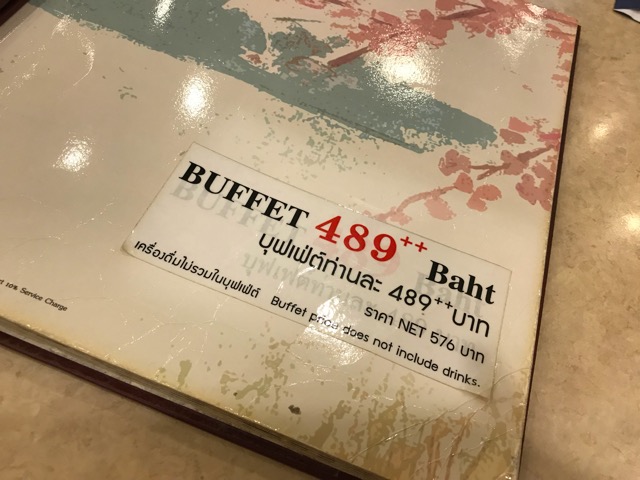 BUFFET 489++ Baht
บุฟเฟ่ต์ท่านละ 489++บาท
เครื่องดื่มไม่รวมในบุฟเฟ่ต์ ราคา NET 576 บาท
Buffet price does not include drinks.
10% Service Charge